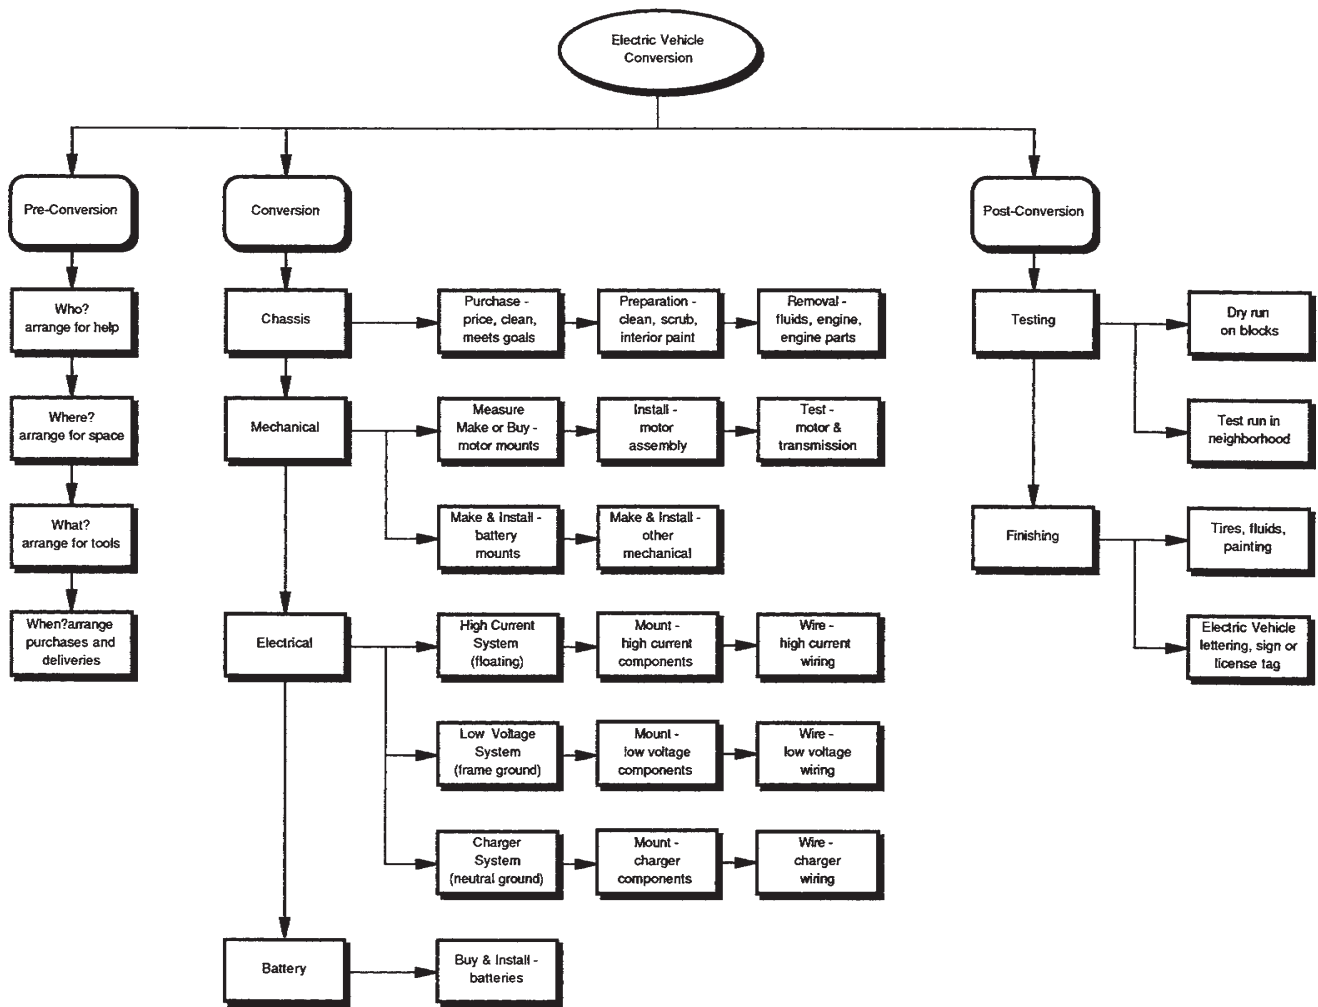 Electric Vehicle
Conversion
Pre-Conversion
Who?
arrange for help
Where?
arrange for space
What?
arrange for tools
When?arrange
purchases and
deliveries
Conversion
Chassis
Purchase -
price, clean,
meets goals
Preparation -
clean, scrub,
interior paint
Removal -
fluids, engine,
engine parts
Mechanical
Measure
Make or Buy -
motor mounts
Install -
motor
assembly
Test -
motor &
transmission
Make & Install -
battery
mounts
Make & Install -
other
mechanical
Electrical
High Current
System
(floating)
Mount -
high current
components
Wire -
high current
wiring
Low Voltage
System
(frame ground)
Mount -
low voltage
components
Wire -
low voltage
wiring
Charger
System
(neutral ground)
Mount -
charger
components
Wire -
charger
wiring
Battery
Buy & Install -
batteries
Post-Conversion
Testing
Dry run
on blocks
Test run in
neighborhood
Finishing
Tires, fluids,
painting
Electric Vehicle
lettering, sign or
license tag